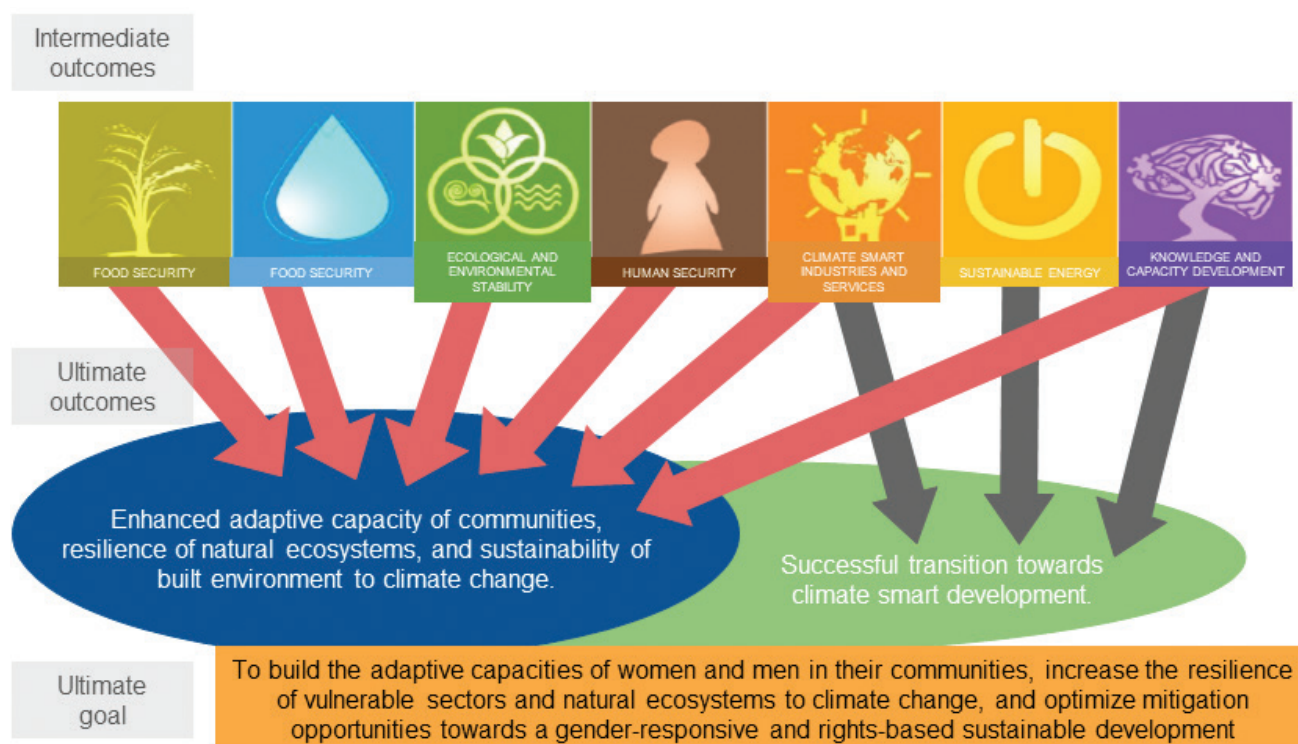 Intermediate
outcomes
FOOD SECURITY
FOOD SECURITY
ECOLOGICAL AND
ENVIRONMENTAL
STABILITY
HUMAN SECURITY
CLIMATE SMART
INDUSTRIES AND
SERVICES
SUSTAINABLE ENERGY
KNOWLEDGE AND
CAPACITY DEVELOPMENT
Ultimate
outcomes
Enhanced adaptive capacity of communities,
resilience of natural ecosystems, and sustainability of
built environment to climate change.
Successful transition towards
climate smart development.
Ultimate
goal
To build the adaptive capacities of women and men in their communities, increase the resilience
of vulnerable sectors and natural ecosystems to climate change, and optimize mitigation
opportunities towards a gender-responsive and rights-based sustainable development